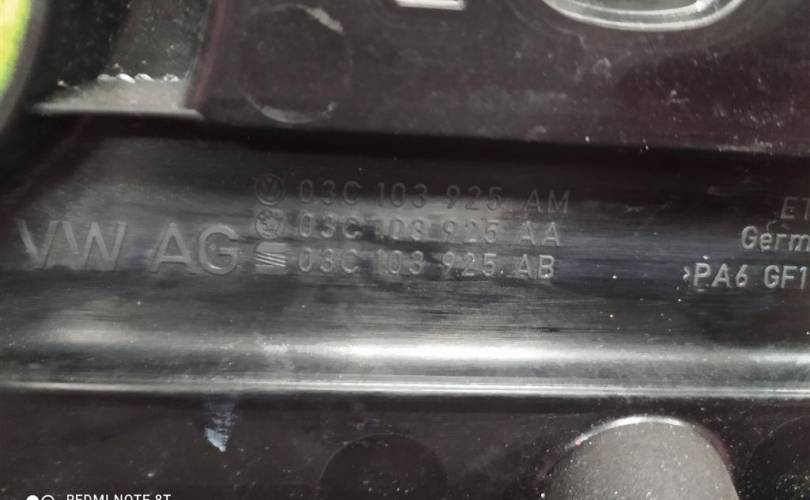 03C 103 925 AM
VW AG 03C 103 925 AA
03C 103 925 AB
Germ
›PA6 GF1
REDMI NOTE 8T